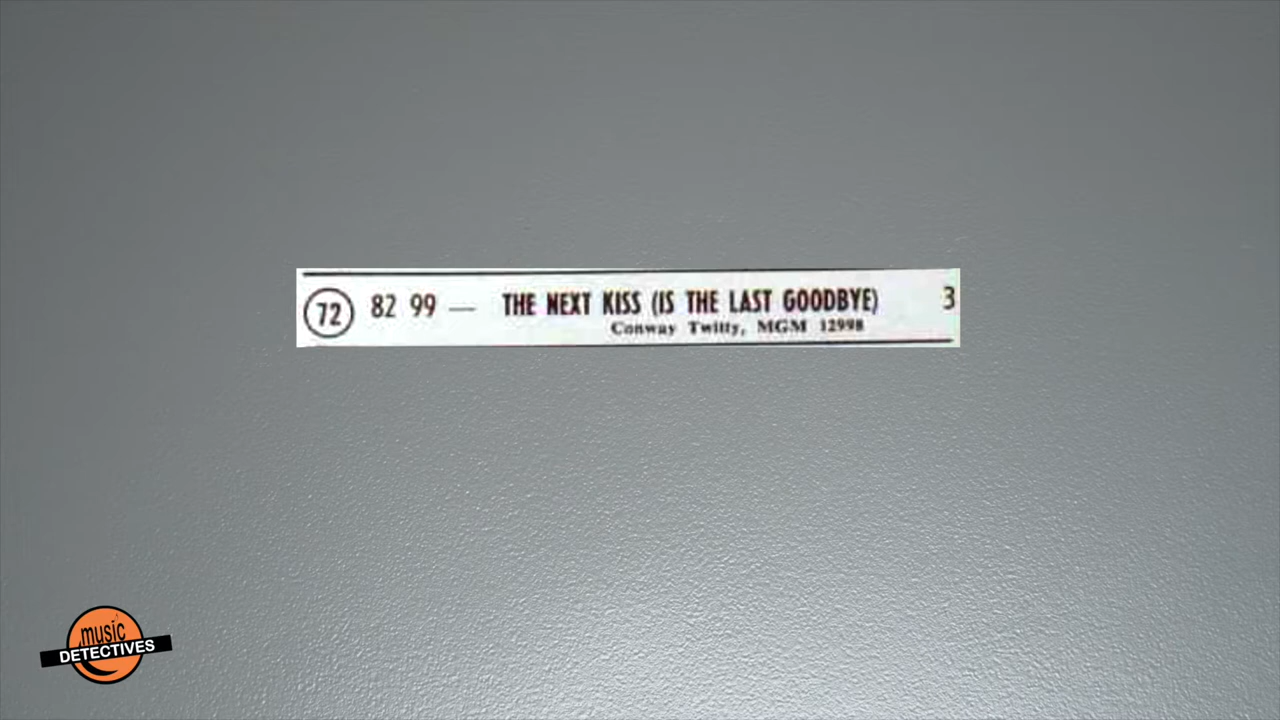 72 82 99 — THE NEXT KISS (IS THE LAST GOODBYE) 3
Conway Twitty, MGM 12998
music
DETECTIVES